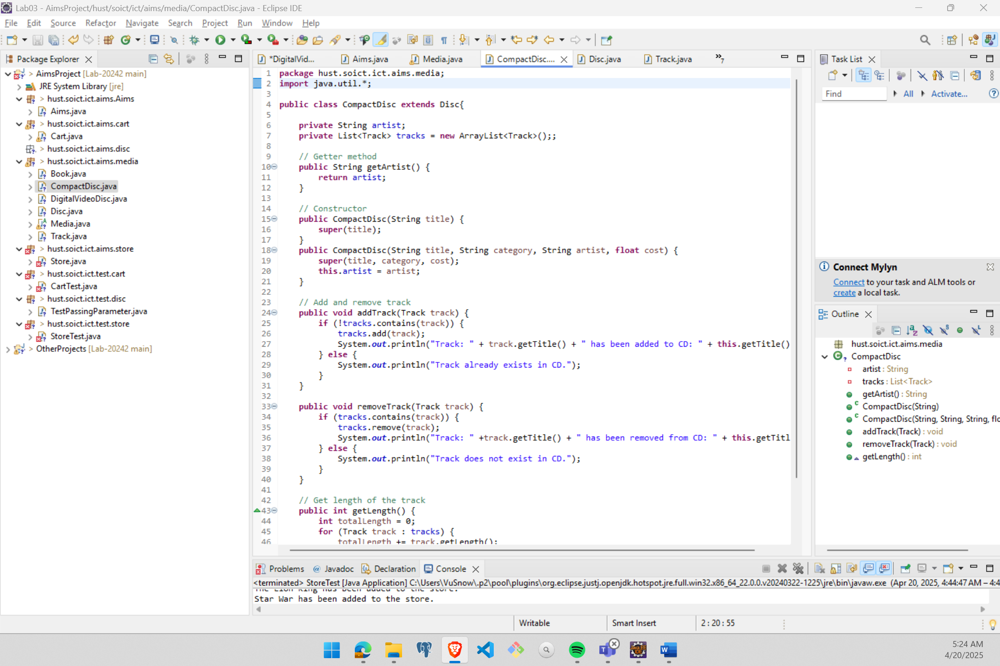 Lab03 - AimsProject/hust/soict/ict/aims/media/CompactDisc.java - Eclipse IDE
File Edit Source Refactor Navigate Search Project Run Window Help
Package Explorer
> AimsProject [Lab-20242 main]
JRE System Library [jre]
> hust.soict.ict.aims.Aims
Aims.java
> hust.soict.ict.aims.cart
Cart.java
> hust.soict.ict.aims.disc
> hust.soict.ict.aims.media
Book.java
CompactDisc.java
DigitalVideoDisc.java
Disc.java
Media.java
Track.java
> hust.soict.ict.aims.store
Store.java
> hust.soict.ict.test.cart
CartTest.java
> hust.soict.ict.test.disc
TestPassingParameter.java
> hust.soict.ict.test.store
StoreTest.java
> OtherProjects [Lab-20242 main]
*DigitalVid... Aims.java Media.java CompactDisc.... Disc.java Track.java »7
1 package hust.soict.ict.aims.media;
2 import java.util.*;
3
4 public class CompactDisc extends Disc{
5
6 private String artist;
7 private List<Track> tracks = new ArrayList<Track>();;
8
9 // Getter method
10 public String getArtist() {
11 return artist;
12 }
13
14 // Constructor
15 public CompactDisc(String title) {
16 super(title);
17 }
18 public CompactDisc(String title, String category, String artist, float cost) {
19 super(title, category, cost);
20 this.artist = artist;
21 }
22
23 // Add and remove track
24 public void addTrack(Track track) {
25 if (!tracks.contains(track)) {
26 tracks.add(track);
27 System.out.println("Track: " + track.getTitle() + " has been added to CD: " + this.getTitle()
28 } else {
29 System.out.println("Track already exists in CD.");
30 }
31 }
32
33 public void removeTrack(Track track) {
34 if (tracks.contains(track)) {
35 tracks.remove(track);
36 System.out.println("Track: " +track.getTitle() + " has been removed from CD: " + this.getTitl
37 } else {
38 System.out.println("Track does not exist in CD.");
39 }
40 }
41
42 // Get length of the track
43 public int getLength() {
44 int totalLength = 0;
45 for (Track track : tracks) {
46 totalLength += track.getLength();
Task List
Find All Activate...
Connect Mylyn
Connect to your task and ALM tools or
create a local task.
Outline
hust.soict.ict.aims.media
CompactDisc
artist : String
tracks : List<Track>
getArtist() : String
CompactDisc(String)
CompactDisc(String, String, String, flo
addTrack(Track) : void
removeTrack(Track) : void
getLength() : int
Problems Javadoc Declaration Console
<terminated> StoreTest [Java Application] C:\Users\VuSnow\.p2\pool\plugins\org.eclipse.justj.openjdk.hotspot.jre.full.win32.x86_64_22.0.0.v20240322-1225\jre\bin\javaw.exe (Apr 20, 2025, 4:44:47 AM – 4:4
The Lion King has been added to the store.
Star War has been added to the store.
Writable Smart Insert 2 : 20 : 55
5:24 AM
4/20/2025